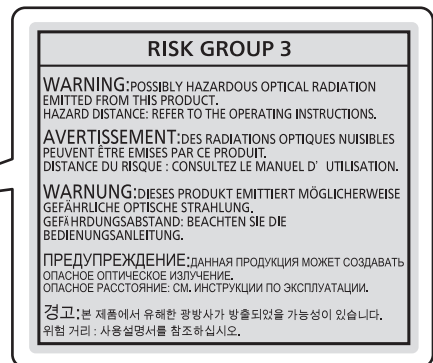 RISK GROUP 3
WARNING:POSSIBLY HAZARDOUS OPTICAL RADIATION
EMITTED FROM THIS PRODUCT.
HAZARD DISTANCE: REFER TO THE OPERATING INSTRUCTIONS.
AVERTISSEMENT:DES RADIATIONS OPTIQUES NUISIBLES
PEUVENT ÊTRE EMISES PAR CE PRODUIT.
DISTANCE DU RISQUE : CONSULTEZ LE MANUEL D' UTILISATION.
WARNUNG:DIESES PRODUKT EMITTIERT MÖGLICHERWEISE
GEFÄHRLICHE OPTISCHE STRAHLUNG.
GEFÄHRDUNGSABSTAND: BEACHTEN SIE DIE
BEDIENUNGSANLEITUNG.
ПРЕДУПРЕЖДЕНИЕ:ДАННАЯ ПРОДУКЦИЯ МОЖЕТ СОЗДАВАТЬ
ОПАСНОЕ ОПТИЧЕСКОЕ ИЗЛУЧЕНИЕ.
ОПАСНОЕ РАССТОЯНИЕ: СМ. ИНСТРУКЦИИ ПО ЭКСПЛУАТАЦИИ.
경고:본 제품에서 유해한 광방사가 방출되었을 가능성이 있습니다.
위험 거리 : 사용설명서를 참조하십시오.